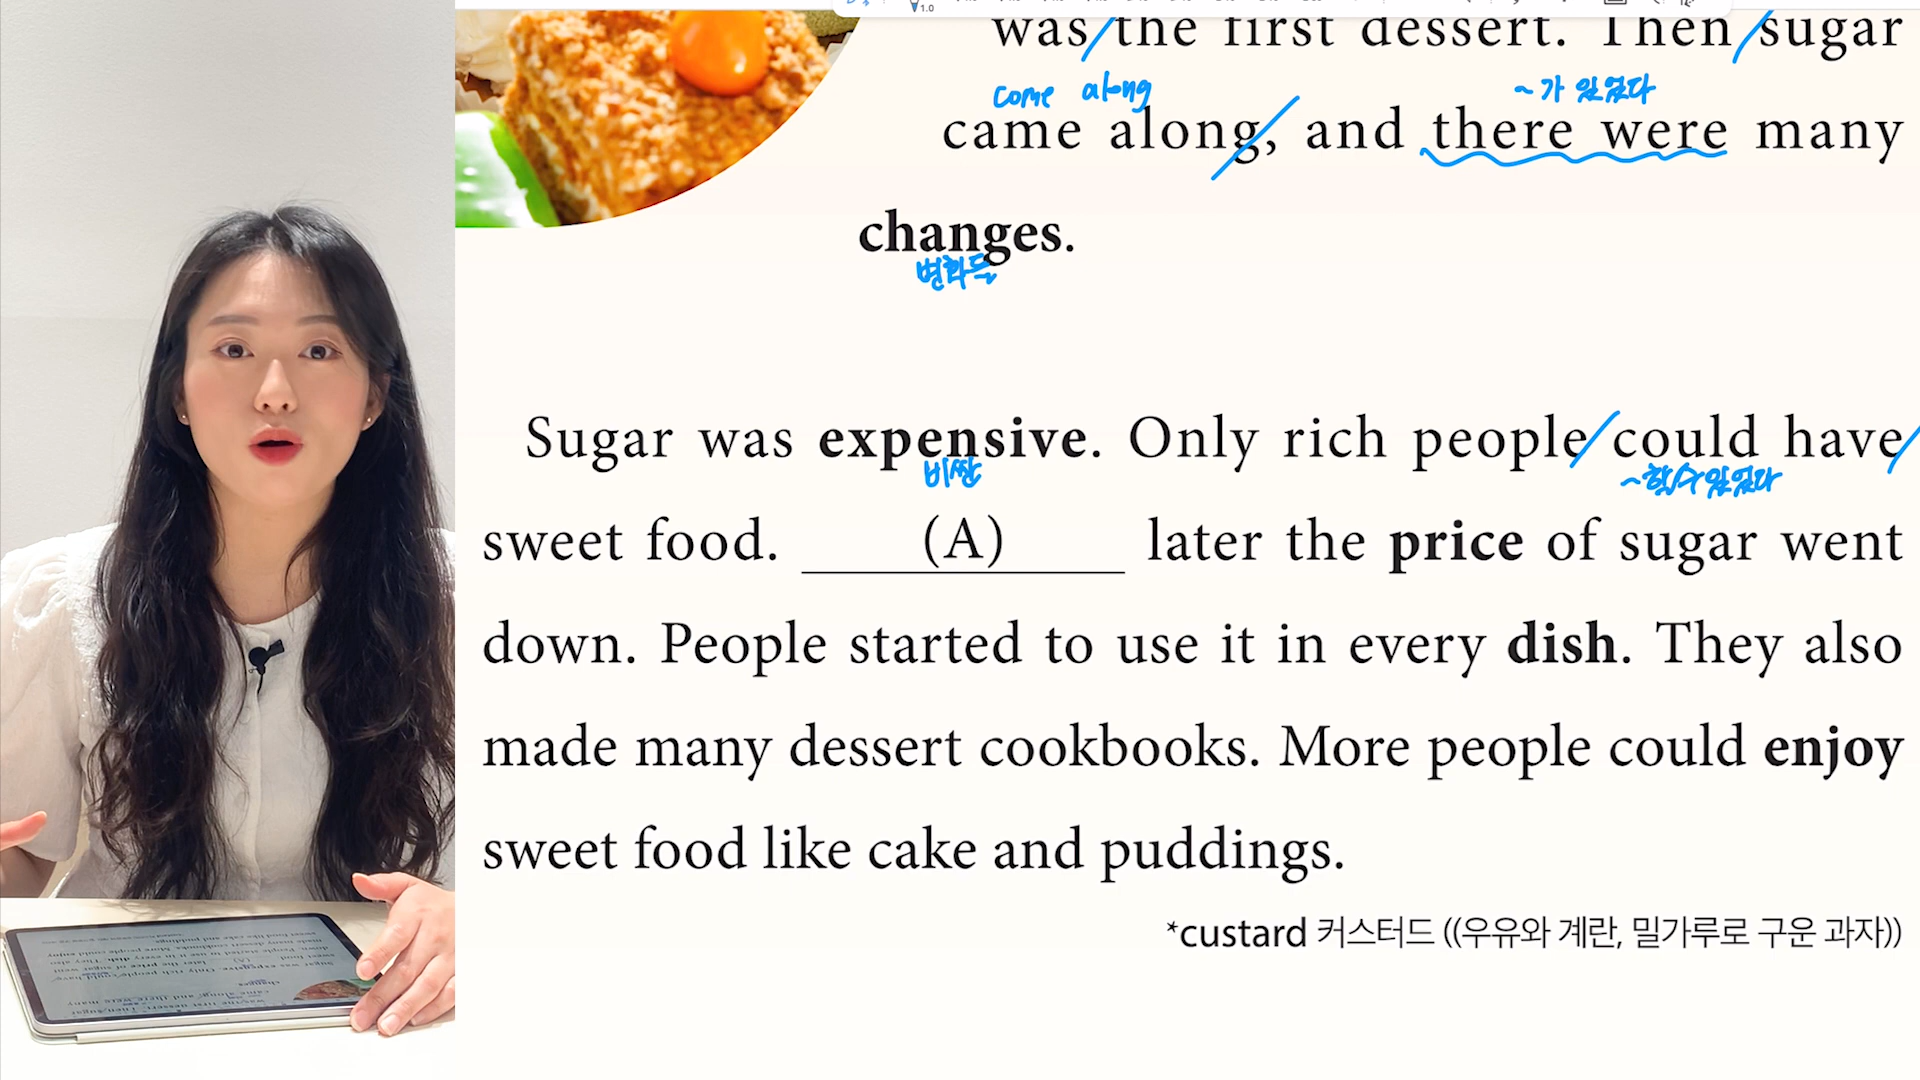 1.0
was the first dessert. Then sugar
come along ~가 있었다
came along, and there were many
changes.
변화들
Sugar was expensive. Only rich people could have
비싼 ~할 수 있었다
sweet food. (A) later the price of sugar went
down. People started to use it in every dish. They also
made many dessert cookbooks. More people could enjoy
sweet food like cake and puddings.
*custard 커스터드 ((우유와 계란, 밀가루로 구운 과자))